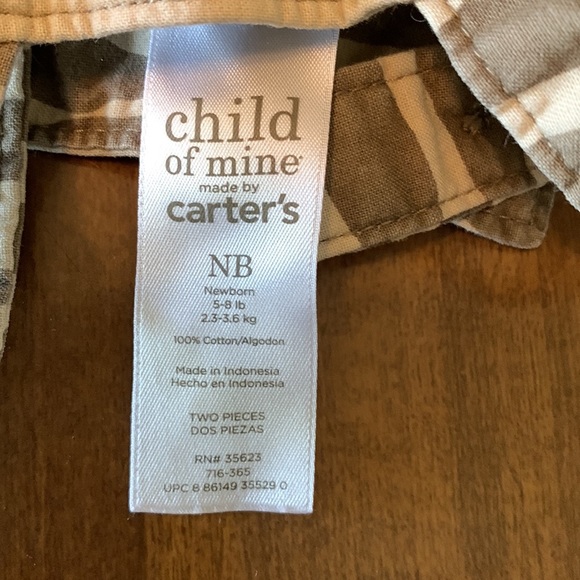 child
of mine
made by
carter's
NB
Newborn
5-8 lb
2.3-3.6 kg
100% Cotton/Algodon
Made in Indonesia
Hecho en Indonesia
TWO PIECES
DOS PIEZAS
RN# 35623
716-365
UPC 8 86149 35529 0